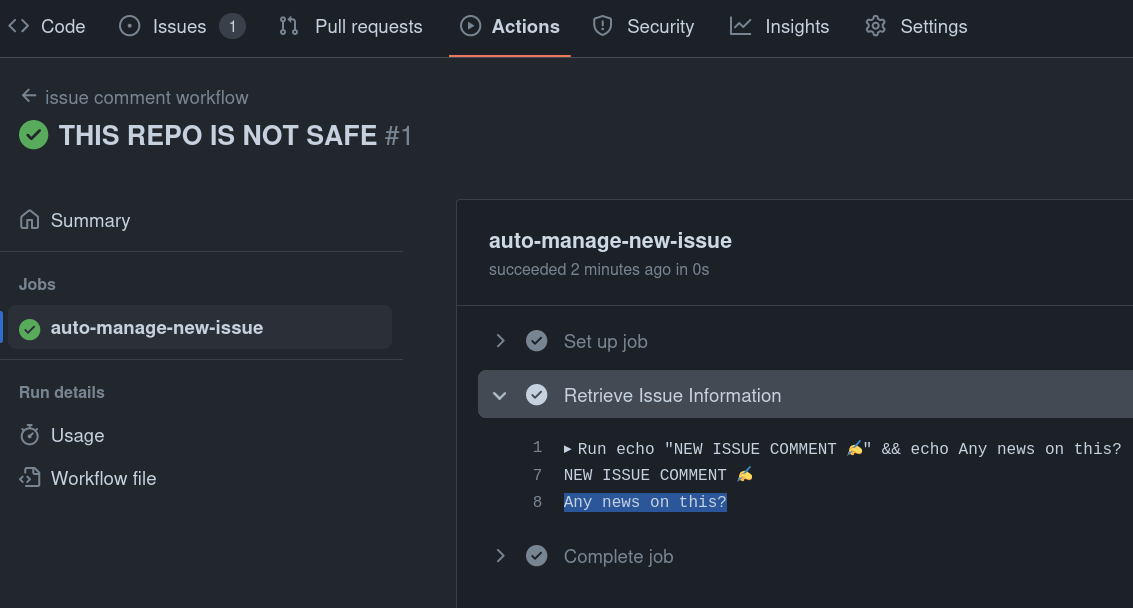 Code Issues 1 Pull requests Actions Security Insights Settings
issue comment workflow
THIS REPO IS NOT SAFE #1
Summary
Jobs
auto-manage-new-issue
Run details
Usage
Workflow file
auto-manage-new-issue
succeeded 2 minutes ago in 0s
Set up job
Retrieve Issue Information
1 Run echo "NEW ISSUE COMMENT ✍️" && echo Any news on this?
7 NEW ISSUE COMMENT ✍️
8 Any news on this?
Complete job